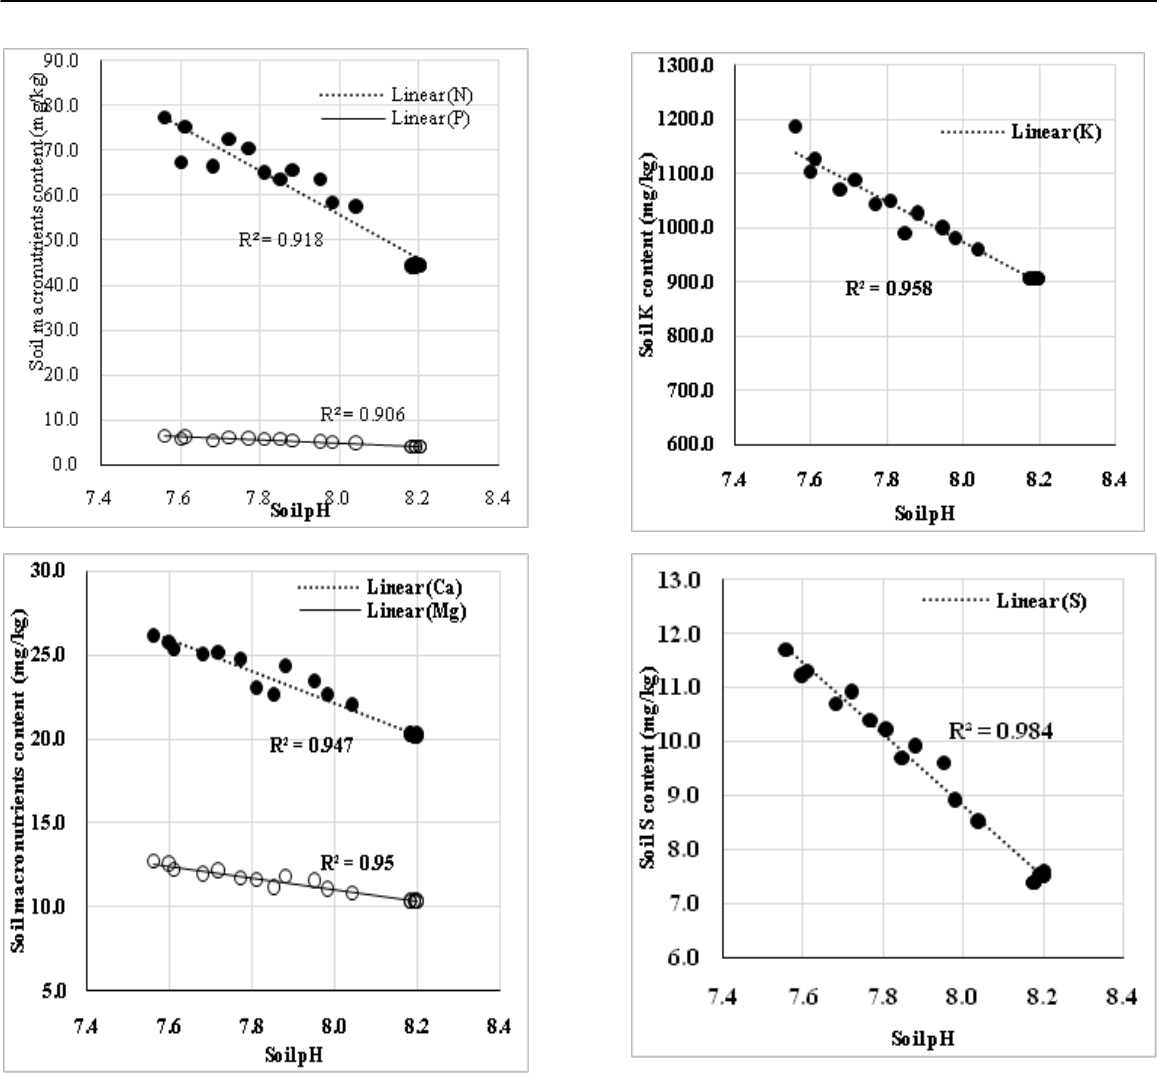 90.0
80.0
70.0
60.0
50.0
40.0
30.0
20.0
10.0
0.0
Soil macronutrients content (mg/kg)
Linear (N)
Linear (P)
R² = 0.918
R² = 0.906
7.4 7.6 7.8 8.0 8.2 8.4
Soil pH
1300.0
1200.0
1100.0
1000.0
900.0
800.0
700.0
600.0
Soil K content (mg/kg)
Linear (K)
R² = 0.958
7.4 7.6 7.8 8.0 8.2 8.4
Soil pH
30.0
25.0
20.0
15.0
10.0
5.0
Soil macronutrients content (mg/kg)
Linear (Ca)
Linear (Mg)
R² = 0.947
R² = 0.95
7.4 7.6 7.8 8.0 8.2 8.4
Soil pH
13.0
12.0
11.0
10.0
9.0
8.0
7.0
6.0
Soil S content (mg/kg)
Linear (S)
R² = 0.984
7.4 7.6 7.8 8.0 8.2 8.4
Soil pH